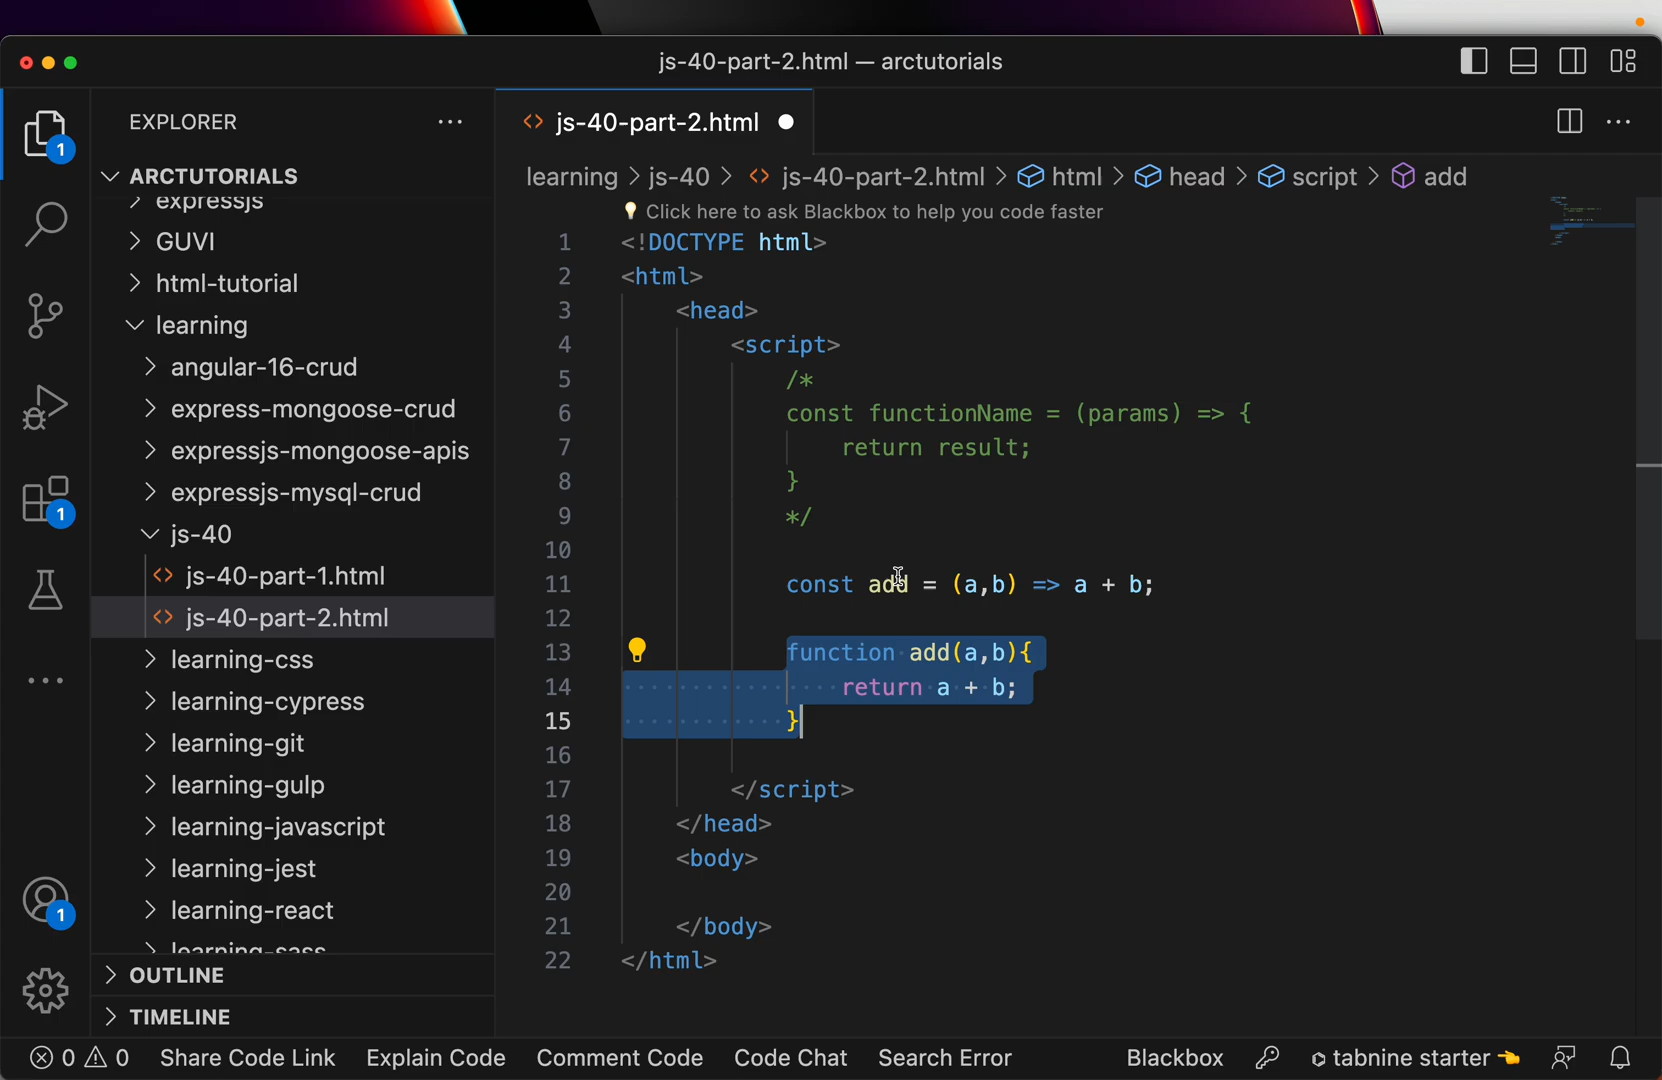 js-40-part-2.html — arctutorials
EXPLORER
ARCTUTORIALS
expressjs
GUVI
html-tutorial
learning
angular-16-crud
express-mongoose-crud
expressjs-mongoose-apis
expressjs-mysql-crud
js-40
js-40-part-1.html
js-40-part-2.html
learning-css
learning-cypress
learning-git
learning-gulp
learning-javascript
learning-jest
learning-react
learning-sass
OUTLINE
TIMELINE
1
1
1
js-40-part-2.html
learning > js-40 > js-40-part-2.html > html > head > script > add
Click here to ask Blackbox to help you code faster
1 <!DOCTYPE html>
2 <html>
3 <head>
4 <script>
5 /*
6 const functionName = (params) => {
7 return result;
8 }
9 */
10
11 const add = (a,b) => a + b;
12
13 function add(a,b){
14 return a + b;
15 }
16
17 </script>
18 </head>
19 <body>
20
21 </body>
22 </html>
0 0 Share Code Link Explain Code Comment Code Code Chat Search Error Blackbox tabnine starter